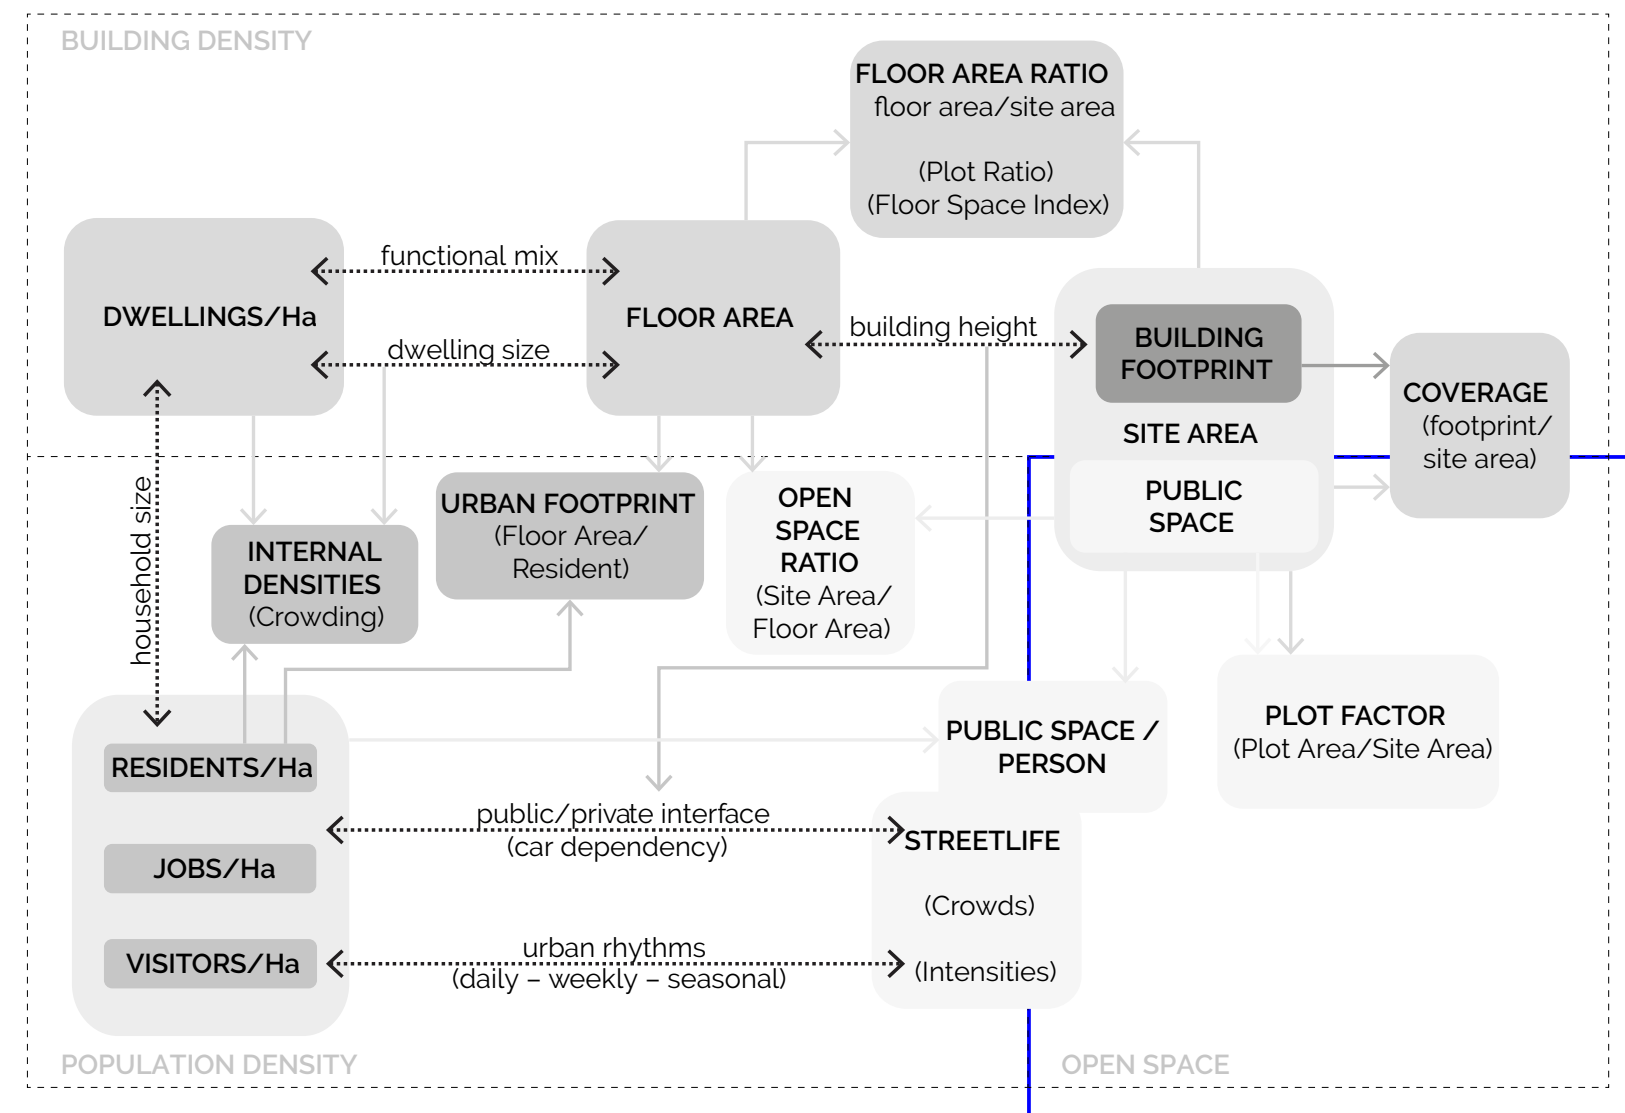 BUILDING DENSITY
FLOOR AREA RATIO
floor area/site area
(Plot Ratio)
(Floor Space Index)
functional mix
DWELLINGS/Ha
FLOOR AREA
dwelling size
building height
BUILDING
FOOTPRINT
SITE AREA
COVERAGE
(footprint/
site area)
PUBLIC
SPACE
household size
INTERNAL
DENSITIES
(Crowding)
URBAN FOOTPRINT
(Floor Area/
Resident)
OPEN
SPACE
RATIO
(Site Area/
Floor Area)
PUBLIC SPACE /
PERSON
PLOT FACTOR
(Plot Area/Site Area)
RESIDENTS/Ha
JOBS/Ha
VISITORS/Ha
public/private interface
(car dependency)
urban rhythms
(daily – weekly – seasonal)
STREETLIFE
(Crowds)
(Intensities)
POPULATION DENSITY
OPEN SPACE